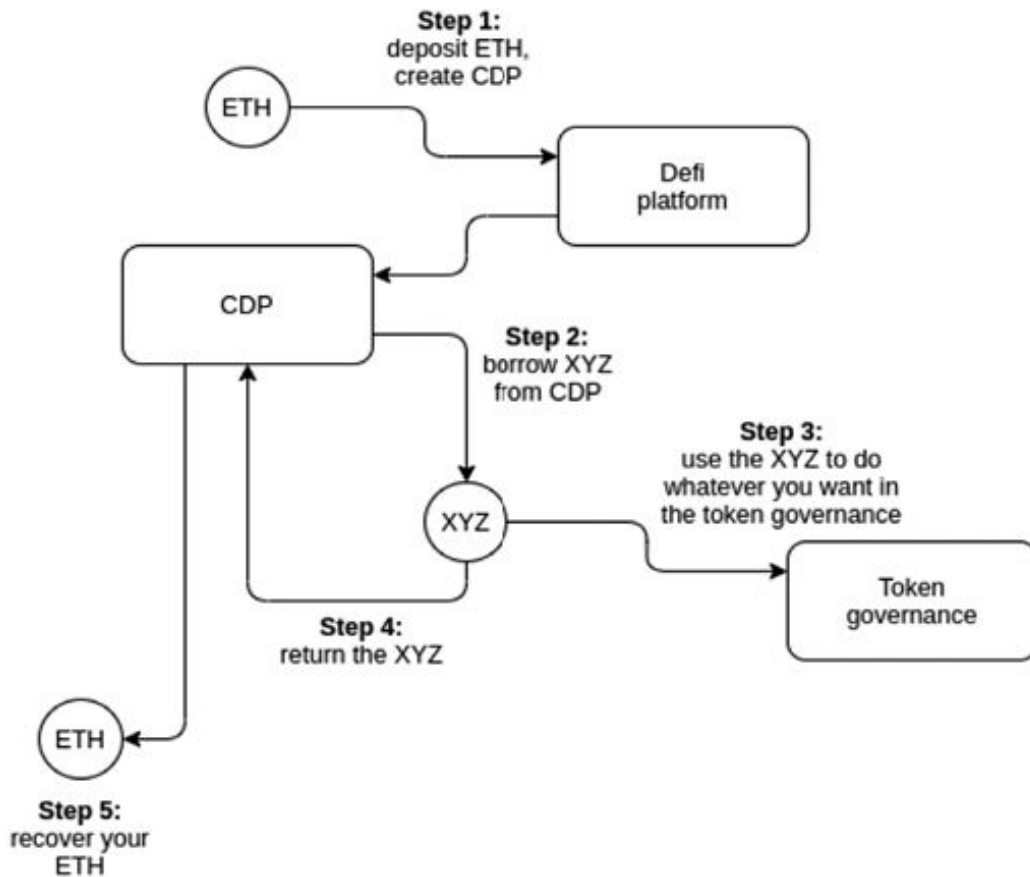 Step 1:
deposit ETH,
create CDP
ETH
Defi
platform
CDP
Step 2:
borrow XYZ
from CDP
Step 3:
use the XYZ to do
whatever you want in
the token governance
XYZ
Token
governance
Step 4:
return the XYZ
ETH
Step 5:
recover your
ETH